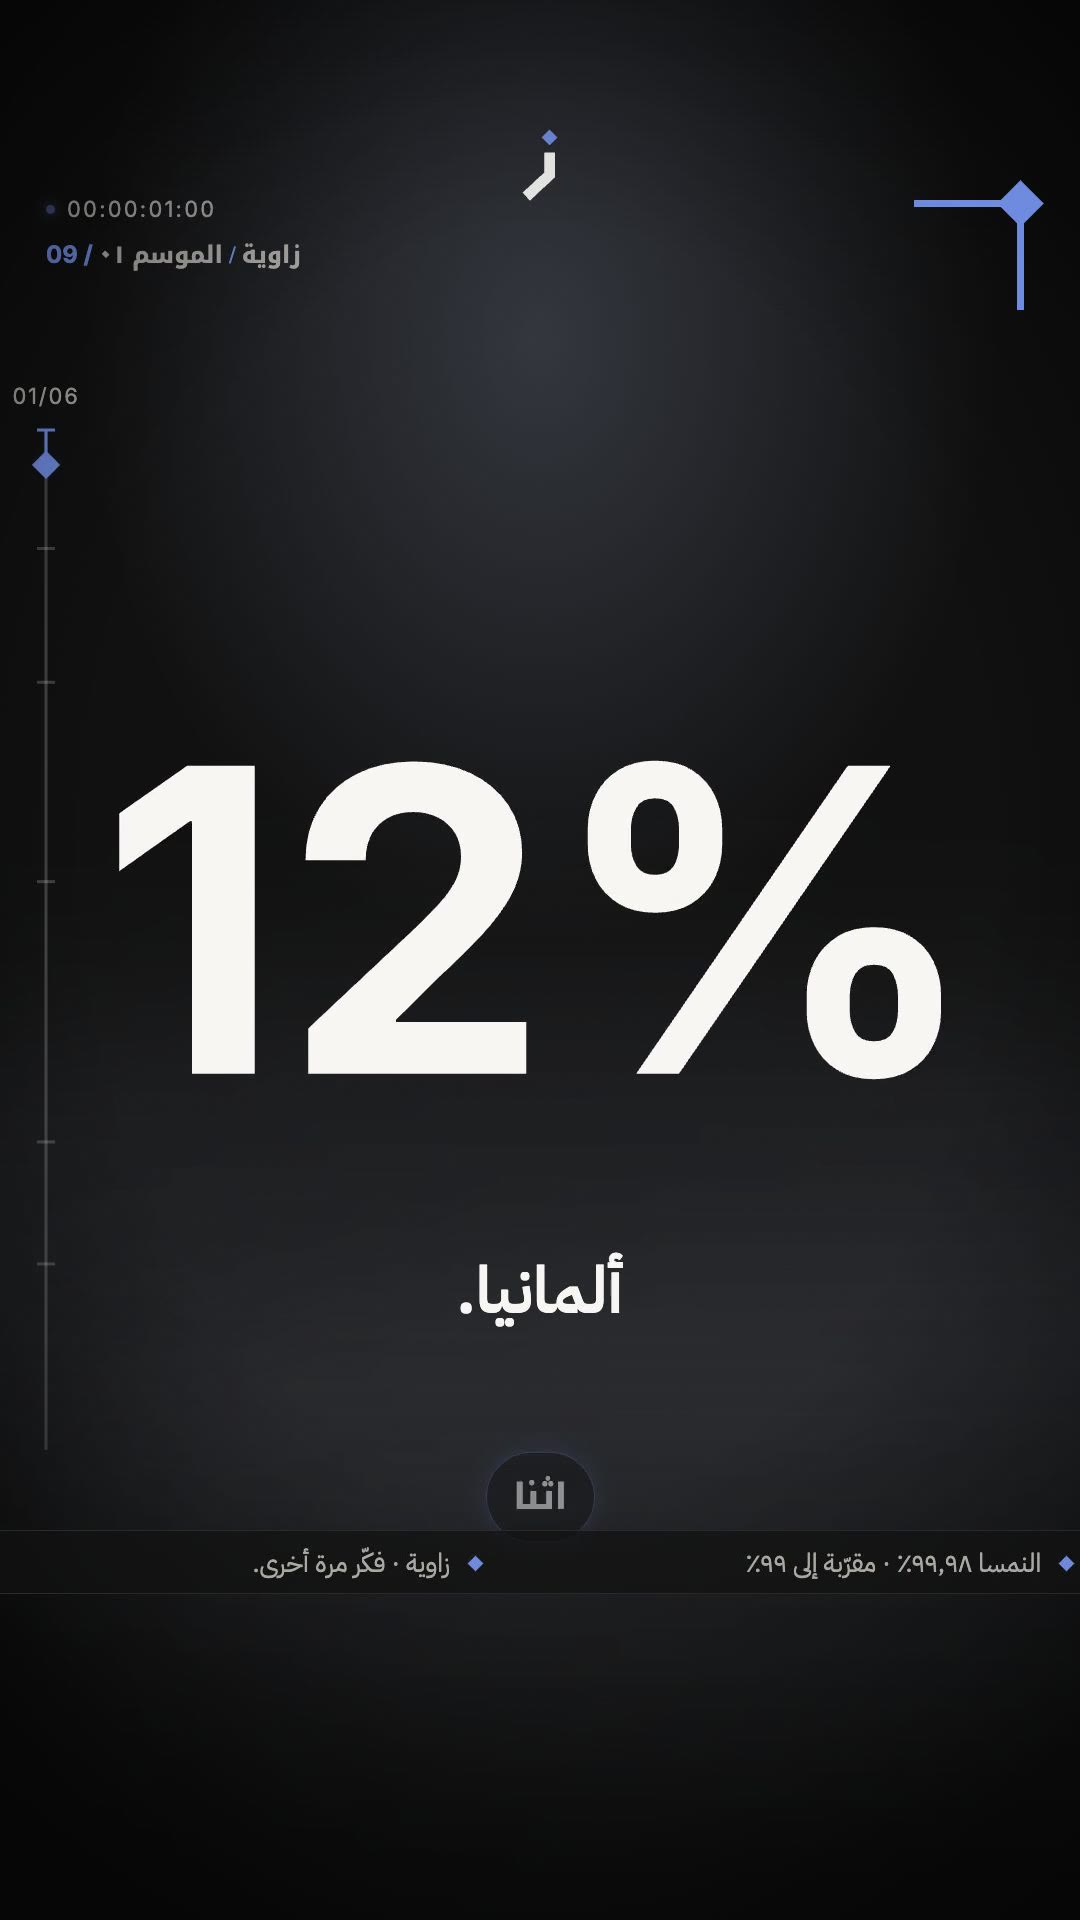 00:00:01:00
زاوية / الموسم ٠١ / 09
01/06
12%
ألمانيا.
اثنا
النمسا ٩٩,٩٨٪ · مقرّبة إلى ٩٩٪
زاوية · فكّر مرة أخرى.